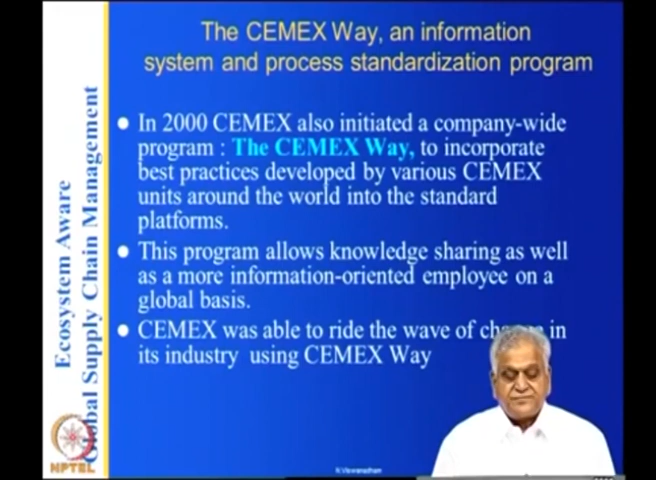 The CEMEX Way, an information
system and process standardization program
In 2000 CEMEX also initiated a company-wide
program : The CEMEX Way, to incorporate
best practices developed by various CEMEX
units around the world into the standard
platforms.
This program allows knowledge sharing as well
as a more information-oriented employee on a
global basis.
CEMEX was able to ride the wave of change in
its industry using CEMEX Way
Ecosystem Aware
Global Supply Chain Management
NPTEL
N.Viswanadham